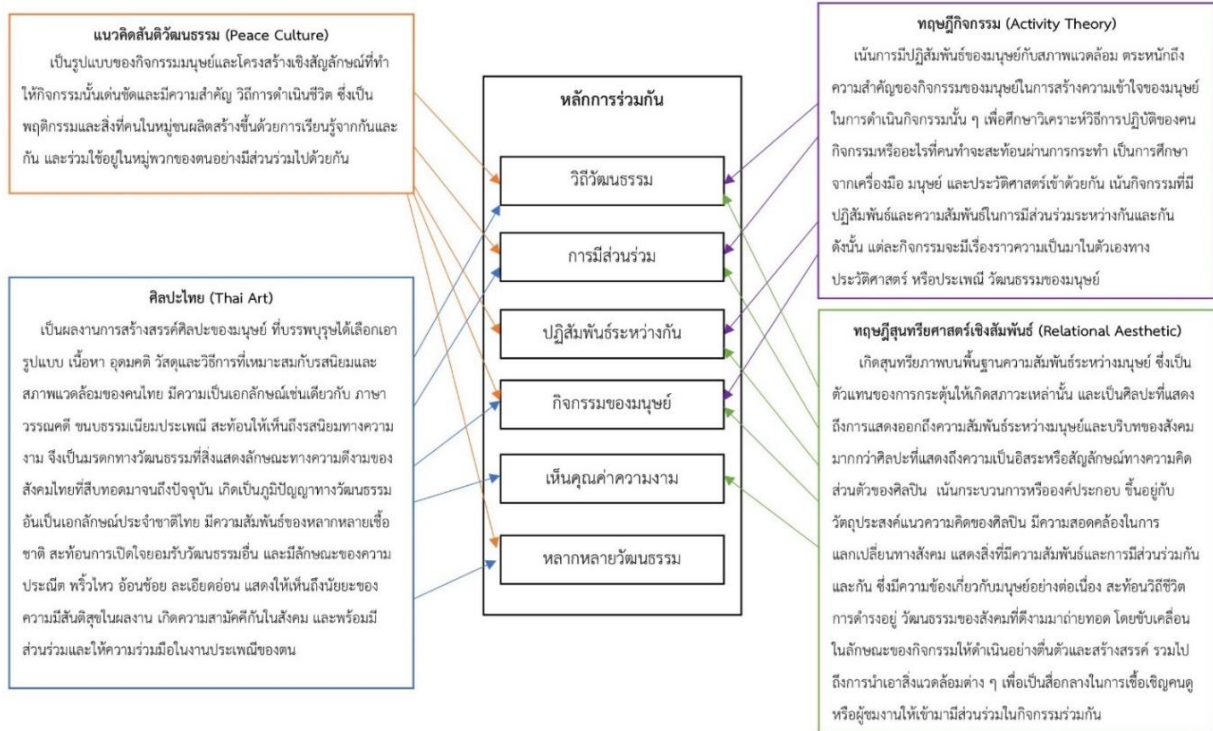 แนวคิดสันติวัฒนธรรม (Peace Culture)
เป็นรูปแบบของกิจกรรมมนุษย์และโครงสร้างเชิงสัญลักษณ์ที่ทำ
ให้กิจกรรมนั้นเด่นชัดและมีความสำคัญ วิถีการดำเนินชีวิต ซึ่งเป็น
พฤติกรรมและสิ่งที่คนในหมู่ชนผลิตสร้างขึ้นด้วยการเรียนรู้จากกันและ
กัน และร่วมใช้อยู่ในหมู่พวกของตนอย่างมีส่วนร่วมไปด้วยกัน
ศิลปะไทย (Thai Art)
เป็นผลงานการสร้างสรรค์ศิลปะของมนุษย์ ที่บรรพบุรุษได้เลือกเอา
รูปแบบ เนื้อหา อุดมคติ วัสดุและวิธีการที่เหมาะสมกับรสนิยมและ
สภาพแวดล้อมของคนไทย มีความเป็นเอกลักษณ์เช่นเดียวกับ ภาษา
วรรณคดี ขนบธรรมเนียมประเพณี สะท้อนให้เห็นถึงรสนิยมทางความ
งาม จึงเป็นมรดกทางวัฒนธรรมที่สิ่งแสดงลักษณะทางความดีงามของ
สังคมไทยที่สืบทอดมาจนถึงปัจจุบัน เกิดเป็นภูมิปัญญาทางวัฒนธรรม
อันเป็นเอกลักษณ์ประจำชาติไทย มีความสัมพันธ์ของหลากหลายเชื้อ
ชาติ สะท้อนการเปิดใจยอมรับวัฒนธรรมอื่น และมีลักษณะของความ
ประณีต พริ้วไหว อ้อนช้อย ละเอียดอ่อน แสดงให้เห็นถึงนัยยะของ
ความมีสันติสุขในผลงาน เกิดความสามัคคีกันในสังคม และพร้อมมี
ส่วนร่วมและให้ความร่วมมือในงานประเพณีของตน
หลักการร่วมกัน
วิถีวัฒนธรรม
การมีส่วนร่วม
ปฏิสัมพันธ์ระหว่างกัน
กิจกรรมของมนุษย์
เห็นคุณค่าความงาม
หลากหลายวัฒนธรรม
ทฤษฎีกิจกรรม (Activity Theory)
เน้นการมีปฏิสัมพันธ์ของมนุษย์กับสภาพแวดล้อม ตระหนักถึง
ความสำคัญของกิจกรรมของมนุษย์ในการสร้างความเข้าใจของมนุษย์
ในการดำเนินกิจกรรมนั้น ๆ เพื่อศึกษาวิเคราะห์วิธีการปฏิบัติของคน
กิจกรรมหรืออะไรที่คนทำจะสะท้อนผ่านการกระทำ เป็นการศึกษา
จากเครื่องมือ มนุษย์ และประวัติศาสตร์เข้าด้วยกัน เน้นกิจกรรมที่มี
ปฏิสัมพันธ์และความสัมพันธ์ในการมีส่วนร่วมระหว่างกันและกัน
ดังนั้น แต่ละกิจกรรมจะมีเรื่องราวความเป็นมาในตัวเองทาง
ประวัติศาสตร์ หรือประเพณี วัฒนธรรมของมนุษย์
ทฤษฎีสุนทรียศาสตร์เชิงสัมพันธ์ (Relational Aesthetic)
เกิดสุนทรียภาพบนพื้นฐานความสัมพันธ์ระหว่างมนุษย์ ซึ่งเป็น
ตัวแทนของการกระตุ้นให้เกิดสภาวะเหล่านั้น และเป็นศิลปะที่แสดง
ถึงการแสดงออกถึงความสัมพันธ์ระหว่างมนุษย์และบริบทของสังคม
มากกว่าศิลปะที่แสดงถึงความเป็นอิสระหรือสัญลักษณ์ทางความคิด
ส่วนตัวของศิลปิน เน้นกระบวนการหรือองค์ประกอบ ขึ้นอยู่กับ
วัตถุประสงค์แนวความคิดของศิลปิน มีความสอดคล้องในการ
แลกเปลี่ยนทางสังคม แสดงสิ่งที่มีความสัมพันธ์และการมีส่วนร่วมกัน
และกัน ซึ่งมีความข้องเกี่ยวกับมนุษย์อย่างต่อเนื่อง สะท้อนวิถีชีวิต
การดำรงอยู่ วัฒนธรรมของสังคมที่ดีงามมาถ่ายทอด โดยขับเคลื่อน
ในลักษณะของกิจกรรมให้ดำเนินอย่างตื่นตัวและสร้างสรรค์ รวมไป
ถึงการนำเอาสิ่งแวดล้อมต่าง ๆ เพื่อเป็นสื่อกลางในการเชื้อเชิญคนดู
หรือผู้ชมงานให้เข้ามามีส่วนร่วมในกิจกรรมร่วมกัน